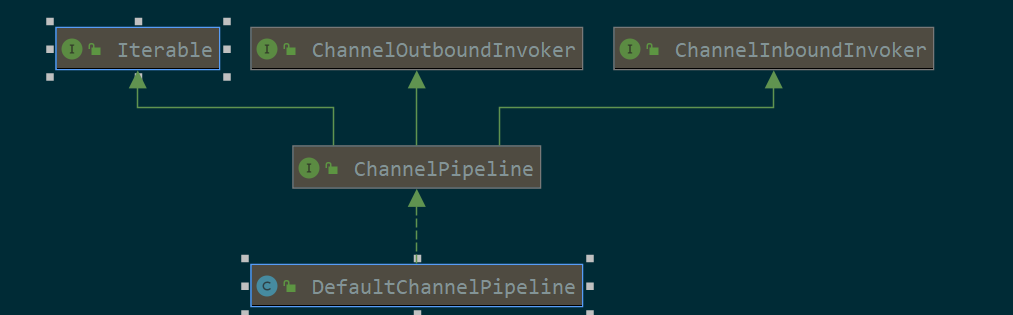 I Iterable
I ChannelOutboundInvoker
I ChannelInboundInvoker
I ChannelPipeline
C DefaultChannelPipeline